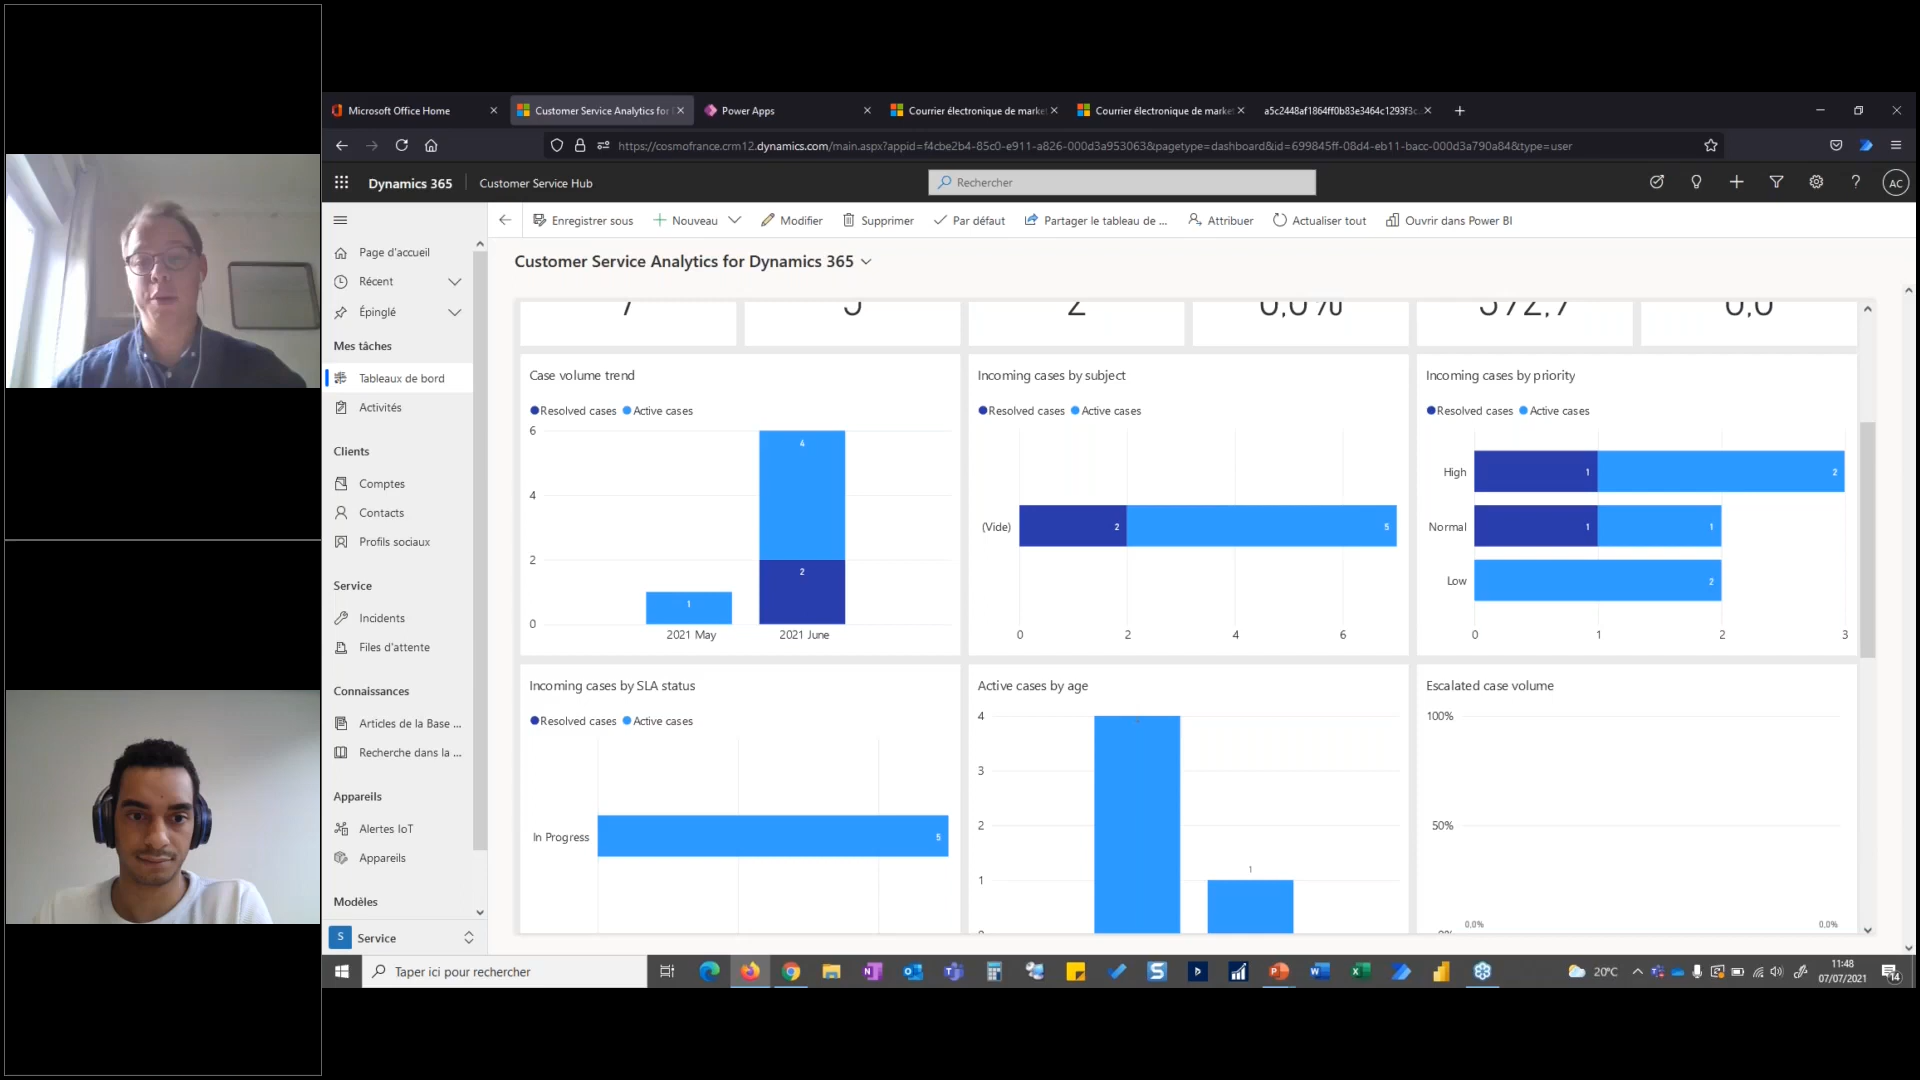 Microsoft Office Home
Customer Service Analytics for
Power Apps
Courrier électronique de marke
Courrier électronique de marke
a5c2448af1864ff0b83e3464c1293f3c
https://cosmofrance.crm12.dynamics.com/main.aspx?appid=f4cbe2b4-85c0-e911-a826-000d3a953063&pagetype=dashboard&id=699845ff-08d4-eb11-bacc-000d3a790a84&type=user
Dynamics 365
Customer Service Hub
Rechercher
AC
Enregistrer sous
Nouveau
Modifier
Supprimer
Par défaut
Partager le tableau de ...
Attribuer
Actualiser tout
Ouvrir dans Power BI
Page d'accueil
Récent
Épinglé
Mes tâches
Tableaux de bord
Activités
Clients
Comptes
Contacts
Profils sociaux
Service
Incidents
Files d'attente
Connaissances
Articles de la Base ...
Recherche dans la ...
Appareils
Alertes IoT
Appareils
Modèles
S Service
Customer Service Analytics for Dynamics 365
Case volume trend
Resolved cases Active cases
6
4
2
0
4
2
1
2021 May
2021 June
Incoming cases by subject
Resolved cases Active cases
(Vide)
2
5
0 2 4 6
Incoming cases by priority
Resolved cases Active cases
High
1
2
Normal
1
1
Low
2
0 1 2 3
Incoming cases by SLA status
Resolved cases Active cases
In Progress
5
Active cases by age
4
3
2
1
1
Escalated case volume
100%
50%
0,0%
0,0%
Taper ici pour rechercher
20°C
11:48
07/07/2021
14